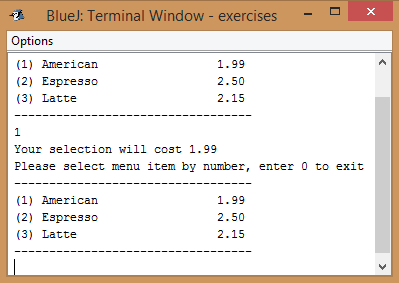 BlueJ: Terminal Window - exercises
Options
(1) American                 1.99
(2) Espresso                 2.50
(3) Latte                    2.15
----------------------------------
1
Your selection will cost 1.99
Please select menu item by number, enter 0 to exit
----------------------------------
(1) American                 1.99
(2) Espresso                 2.50
(3) Latte                    2.15
----------------------------------